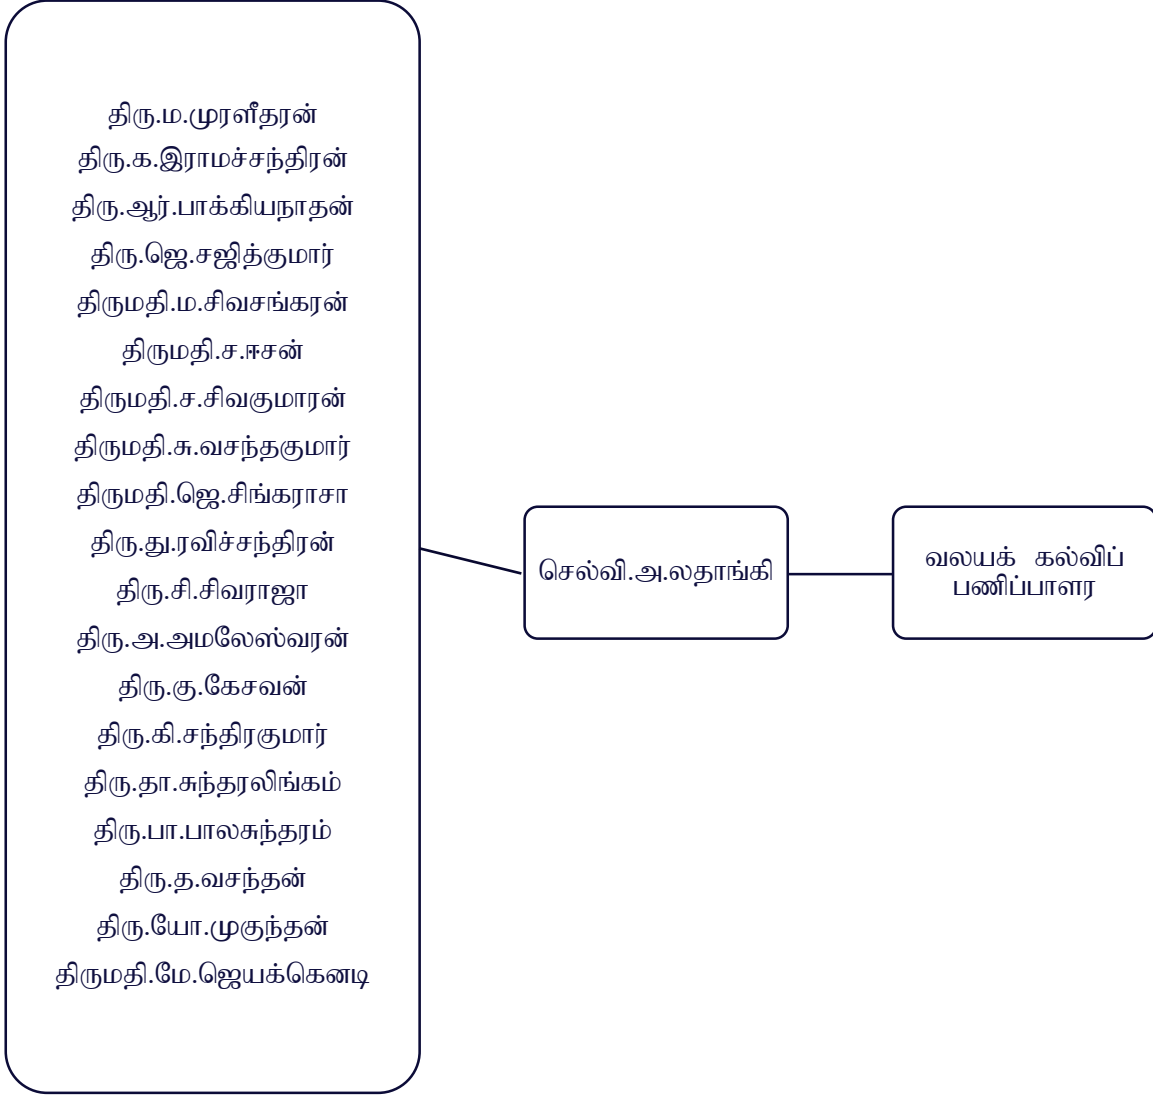 திரு.ம.முரளீதரன்
திரு.க.இராமச்சந்திரன்
திரு.ஆர்.பாக்கியநாதன்
திரு.ஜெ.சஜித்குமார்
திருமதி.ம.சிவசங்கரன்
திருமதி.ச.ஈசன்
திருமதி.ச.சிவகுமாரன்
திருமதி.சு.வசந்தகுமார்
திருமதி.ஜெ.சிங்கராசா
திரு.து.ரவிச்சந்திரன்
திரு.சி.சிவராஜா
திரு.அ.அமலேஸ்வரன்
திரு.கு.கேசவன்
திரு.கி.சந்திரகுமார்
திரு.தா.சுந்தரலிங்கம்
திரு.பா.பாலசுந்தரம்
திரு.த.வசந்தன்
திரு.யோ.முகுந்தன்
திருமதி.மே.ஜெயக்கெனடி
செல்வி.அ.லதாங்கி
வலயக் கல்விப்
பணிப்பாளர